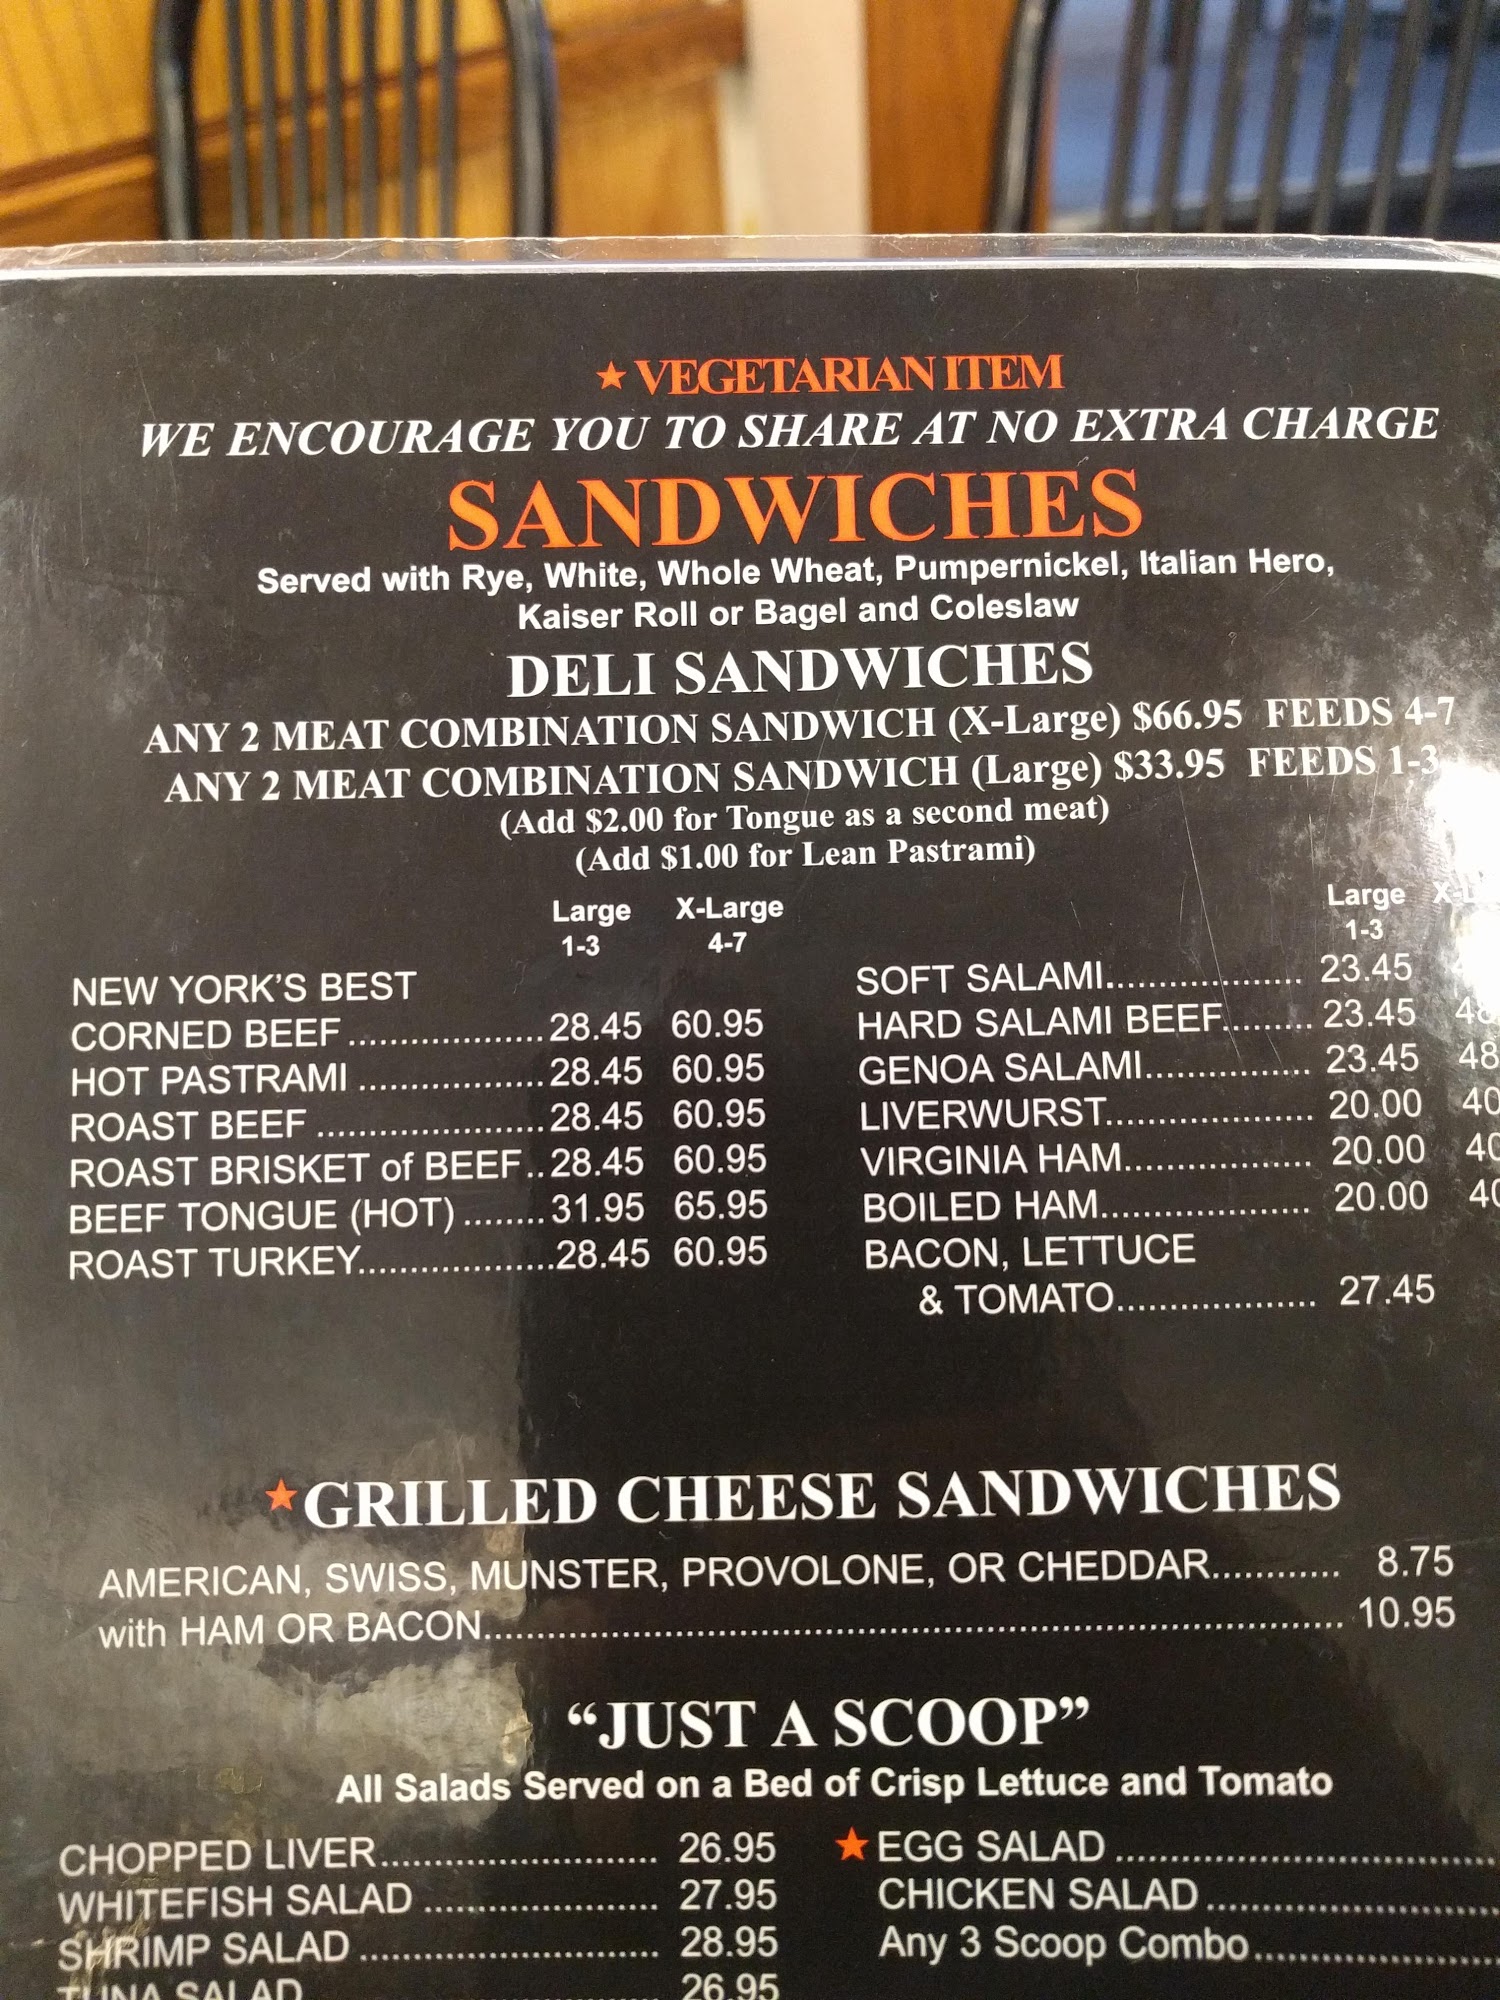 ★ VEGETARIAN ITEM
WE ENCOURAGE YOU TO SHARE AT NO EXTRA CHARGE
SANDWICHES
Served with Rye, White, Whole Wheat, Pumpernickel, Italian Hero,
Kaiser Roll or Bagel and Coleslaw
DELI SANDWICHES
ANY 2 MEAT COMBINATION SANDWICH (X-Large) $66.95 FEEDS 4-7
ANY 2 MEAT COMBINATION SANDWICH (Large) $33.95 FEEDS 1-3
(Add $2.00 for Tongue as a second meat)
(Add $1.00 for Lean Pastrami)
Large X-Large
1-3 4-7
NEW YORK'S BEST
CORNED BEEF ................... 28.45 60.95
HOT PASTRAMI .................. 28.45 60.95
ROAST BEEF ...................... 28.45 60.95
ROAST BRISKET of BEEF.. 28.45 60.95
BEEF TONGUE (HOT) ........ 31.95 65.95
ROAST TURKEY................... 28.45 60.95
Large
1-3
SOFT SALAMI................... 23.45
HARD SALAMI BEEF......... 23.45
GENOA SALAMI................ 23.45 48
LIVERWURST.................... 20.00 40
VIRGINIA HAM.................. 20.00 40
BOILED HAM.................... 20.00 40
BACON, LETTUCE
& TOMATO................... 27.45
★GRILLED CHEESE SANDWICHES
AMERICAN, SWISS, MUNSTER, PROVOLONE, OR CHEDDAR............ 8.75
with HAM OR BACON.................................................................................. 10.95
“JUST A SCOOP”
All Salads Served on a Bed of Crisp Lettuce and Tomato
CHOPPED LIVER.......................... 26.95
WHITEFISH SALAD ...................... 27.95
SHRIMP SALAD ............................ 28.95
TUNA SALAD.................................. 26.95
★ EGG SALAD ....................................
CHICKEN SALAD ............................
Any 3 Scoop Combo........................